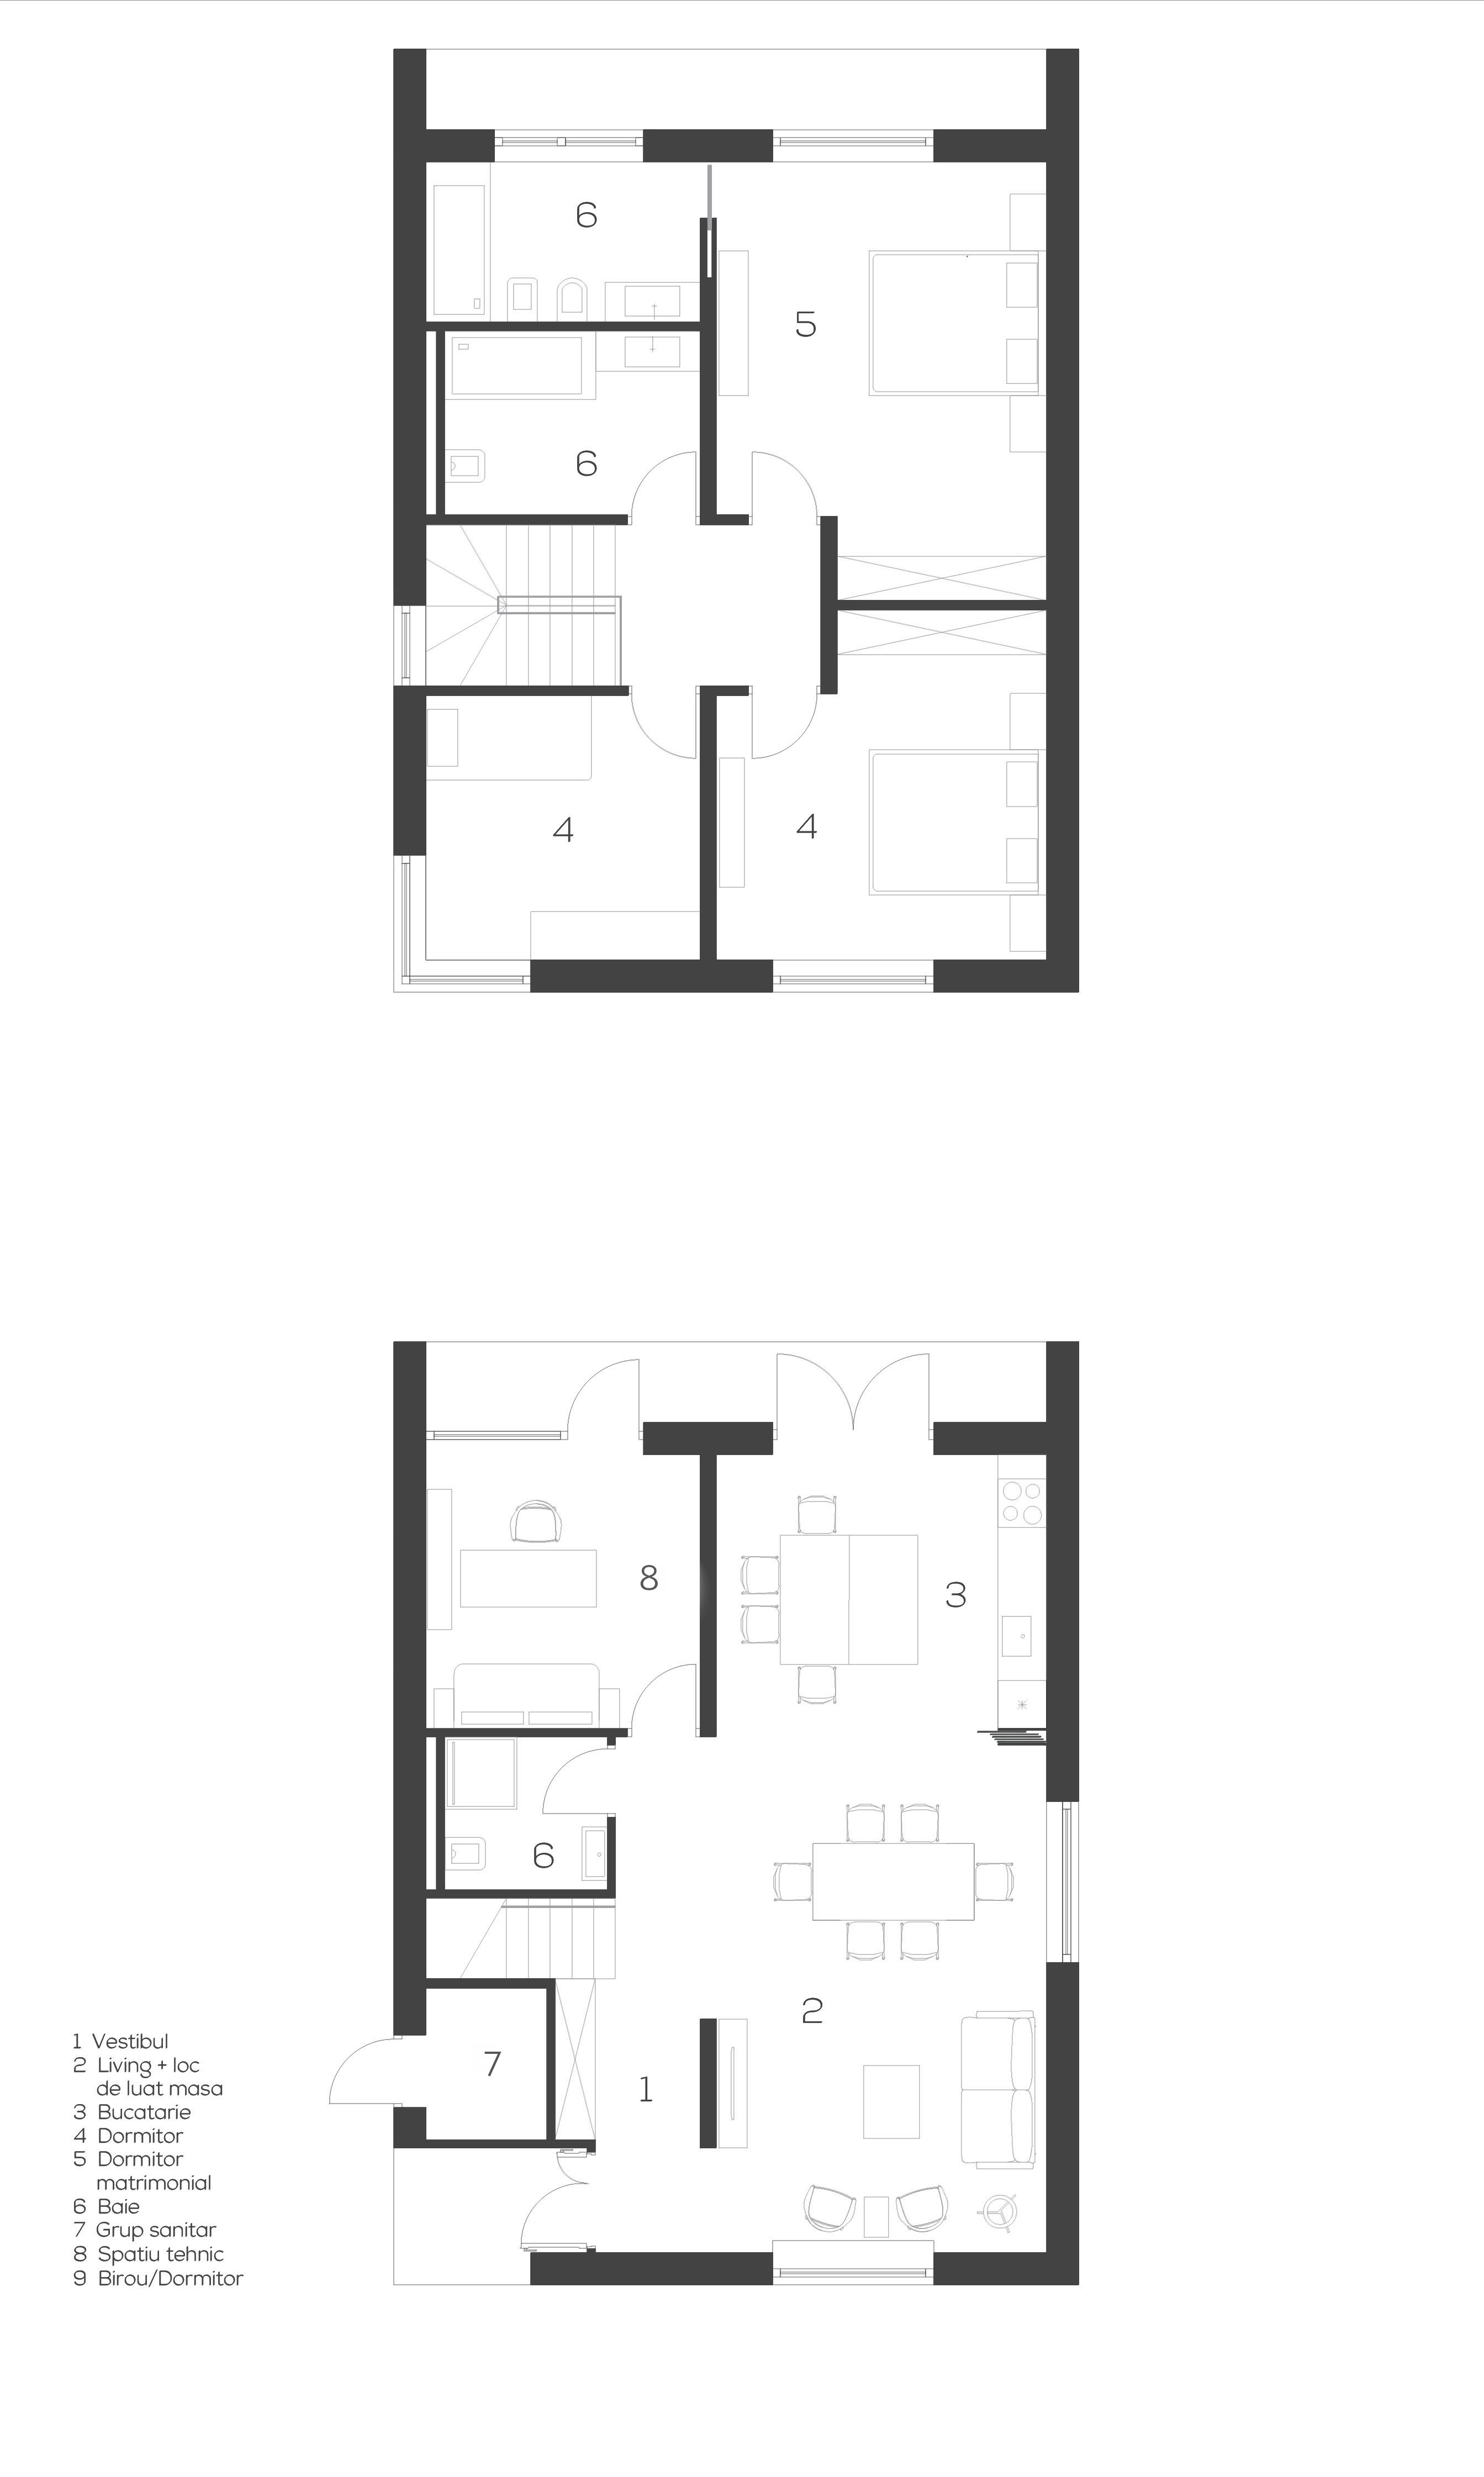 6
5
6
4
4
8
3
6
2
7
1
1 Vestibul
2 Living + loc
de luat masa
3 Bucatarie
4 Dormitor
5 Dormitor
matrimonial
6 Baie
7 Grup sanitar
8 Spatiu tehnic
9 Birou/Dormitor